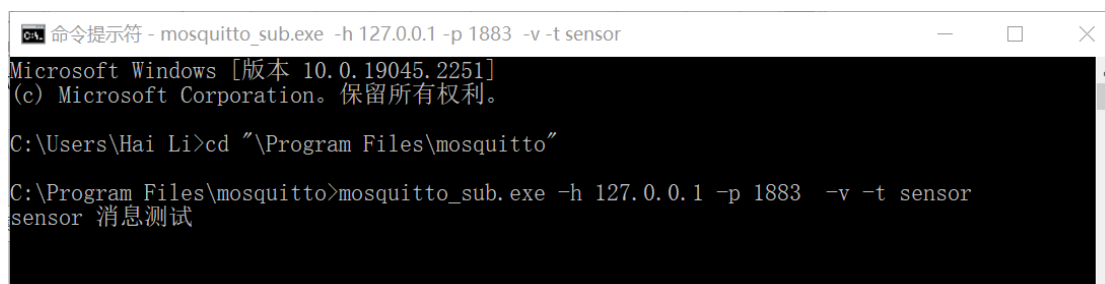 命令提示符 - mosquitto_sub.exe  -h 127.0.0.1 -p 1883  -v -t sensor
Microsoft Windows [版本 10.0.19045.2251]
(c) Microsoft Corporation。保留所有权利。
C:\Users\Hai Li>cd "\Program Files\mosquitto"
C:\Program Files\mosquitto>mosquitto_sub.exe -h 127.0.0.1 -p 1883  -v -t sensor
sensor 消息测试